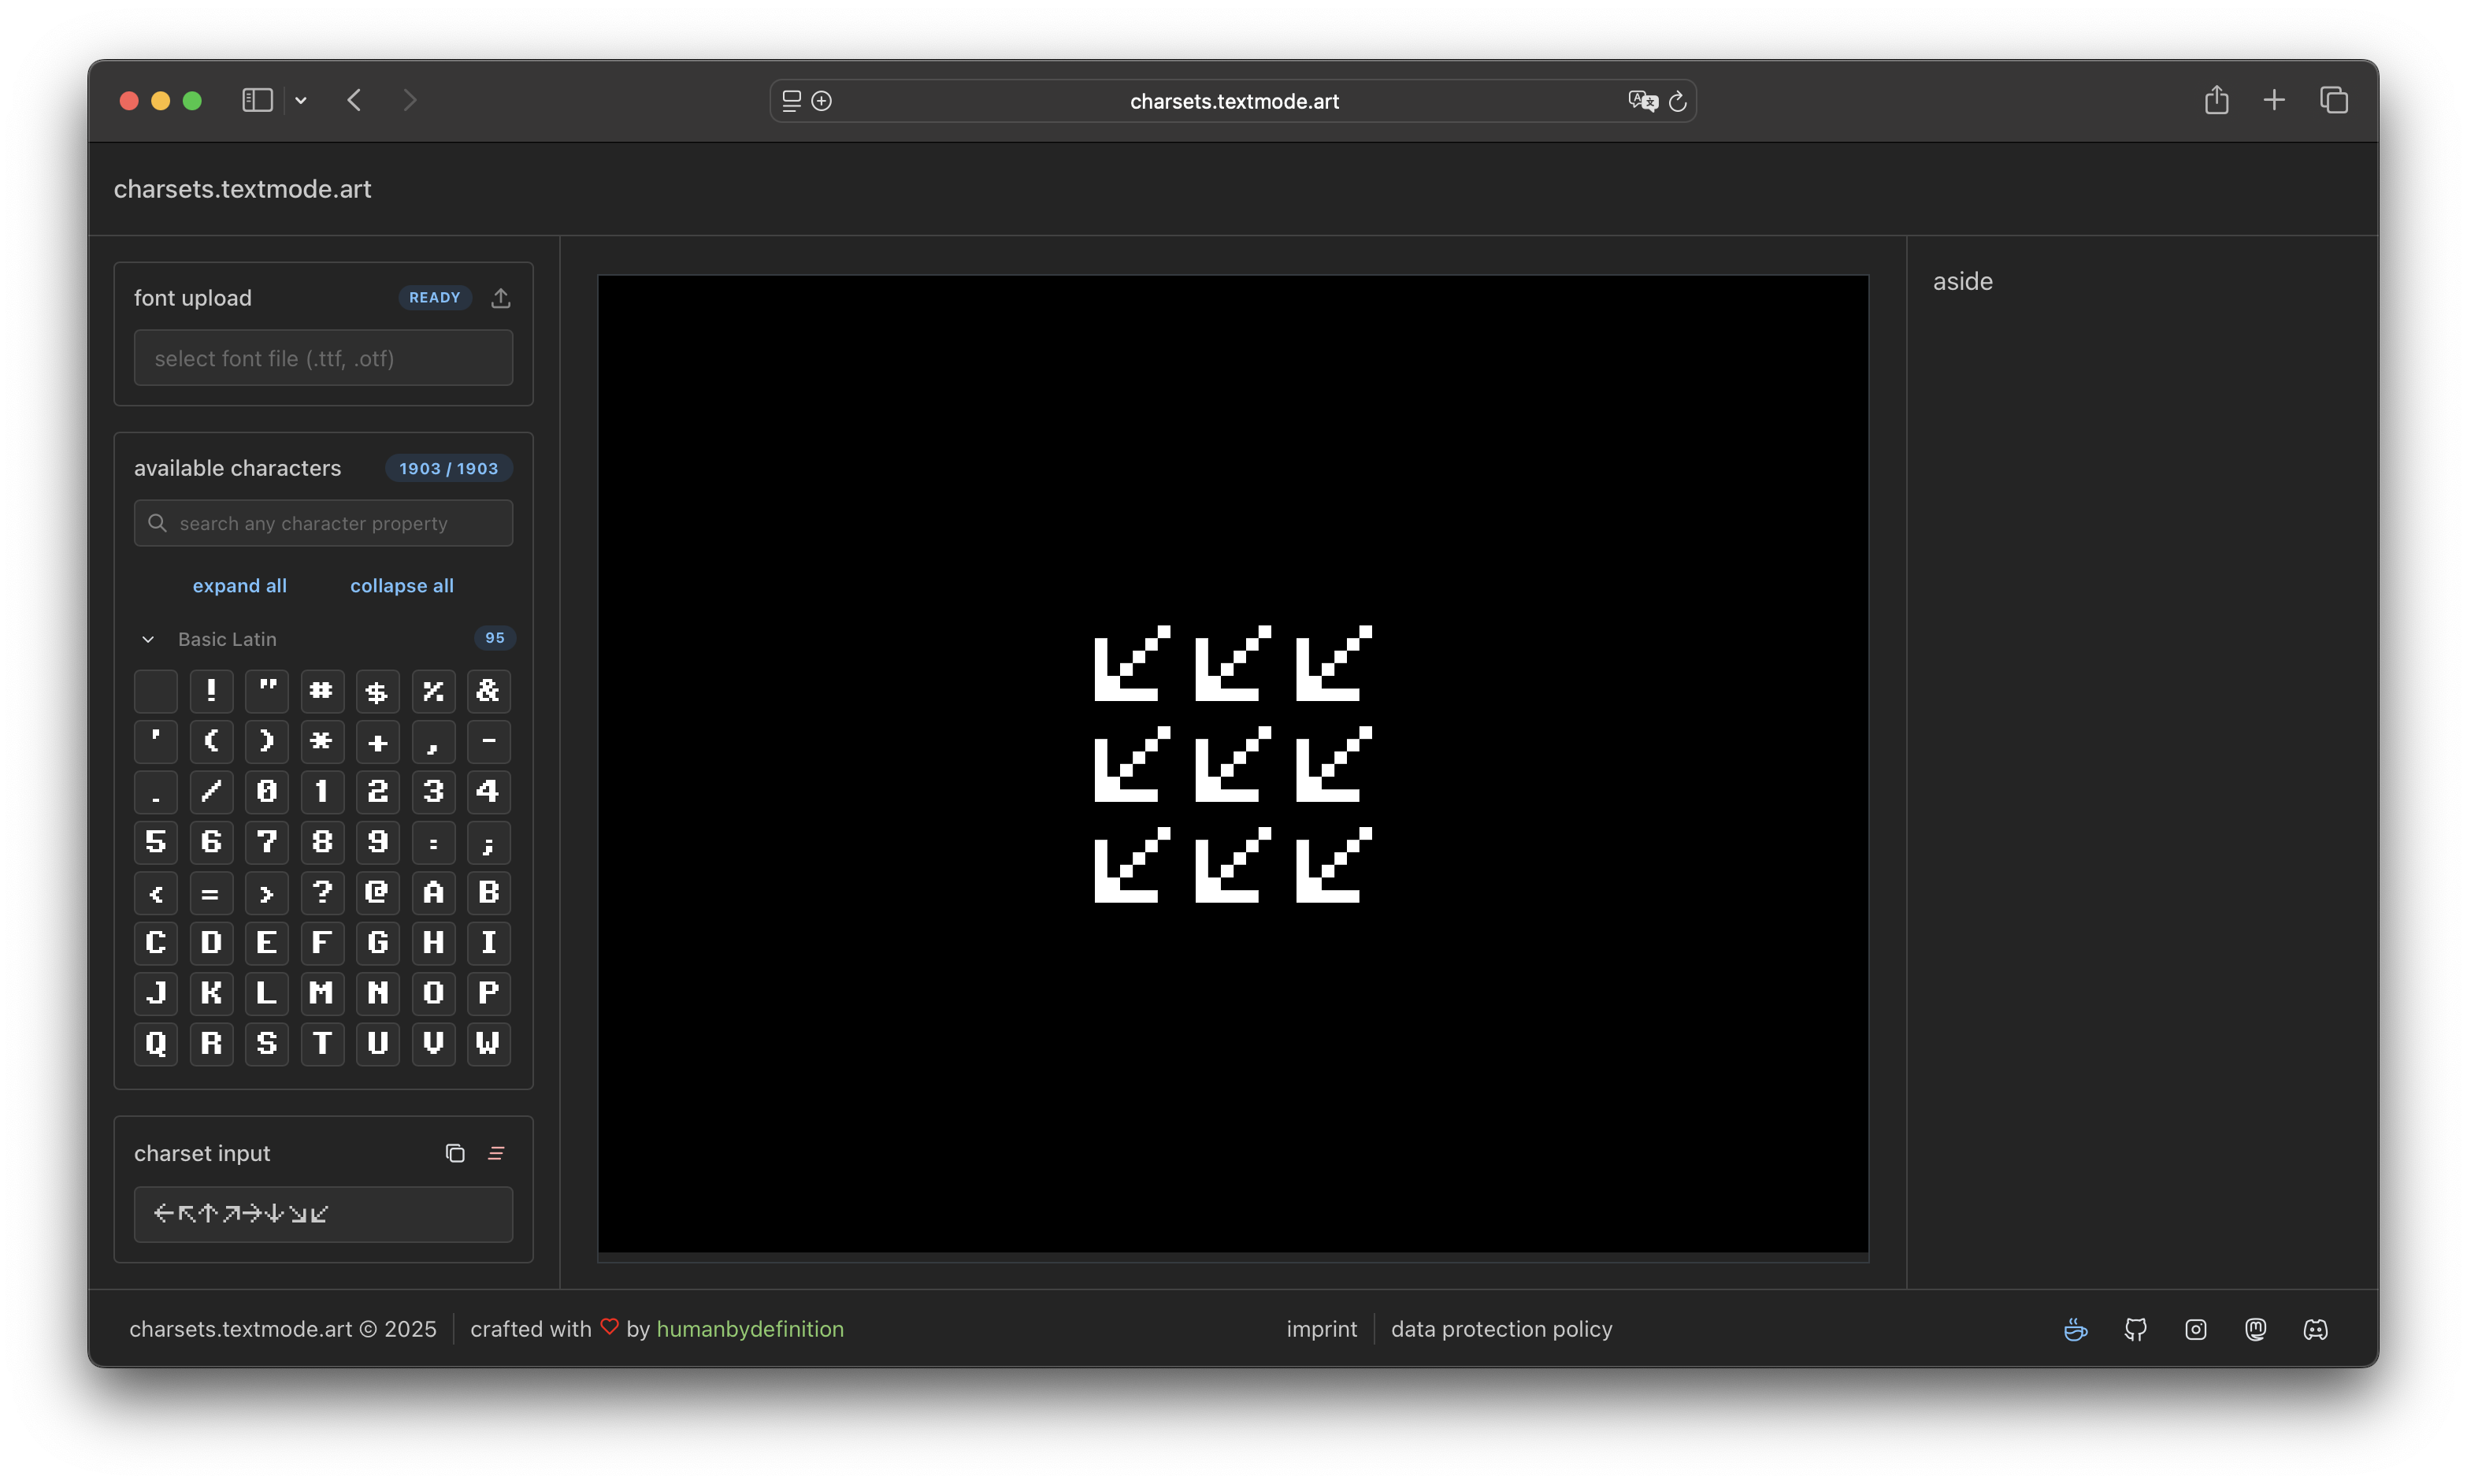 charsets.textmode.art
charsets.textmode.art
font upload READY
select font file (.ttf, .otf)
available characters 1903 / 1903
search any character property
expand all collapse all
Basic Latin 95
! " # $ % &
' ( ) * + , -
. / 0 1 2 3 4
5 6 7 8 9 : ;
< = > ? @ A B
C D E F G H I
J K L M N O P
Q R S T U V W
charset input
←↖↑↗→↓↘↙
↙↙↙
↙↙↙
↙↙↙
aside
charsets.textmode.art © 2025 crafted with ♡ by humanbydefinition imprint data protection policy